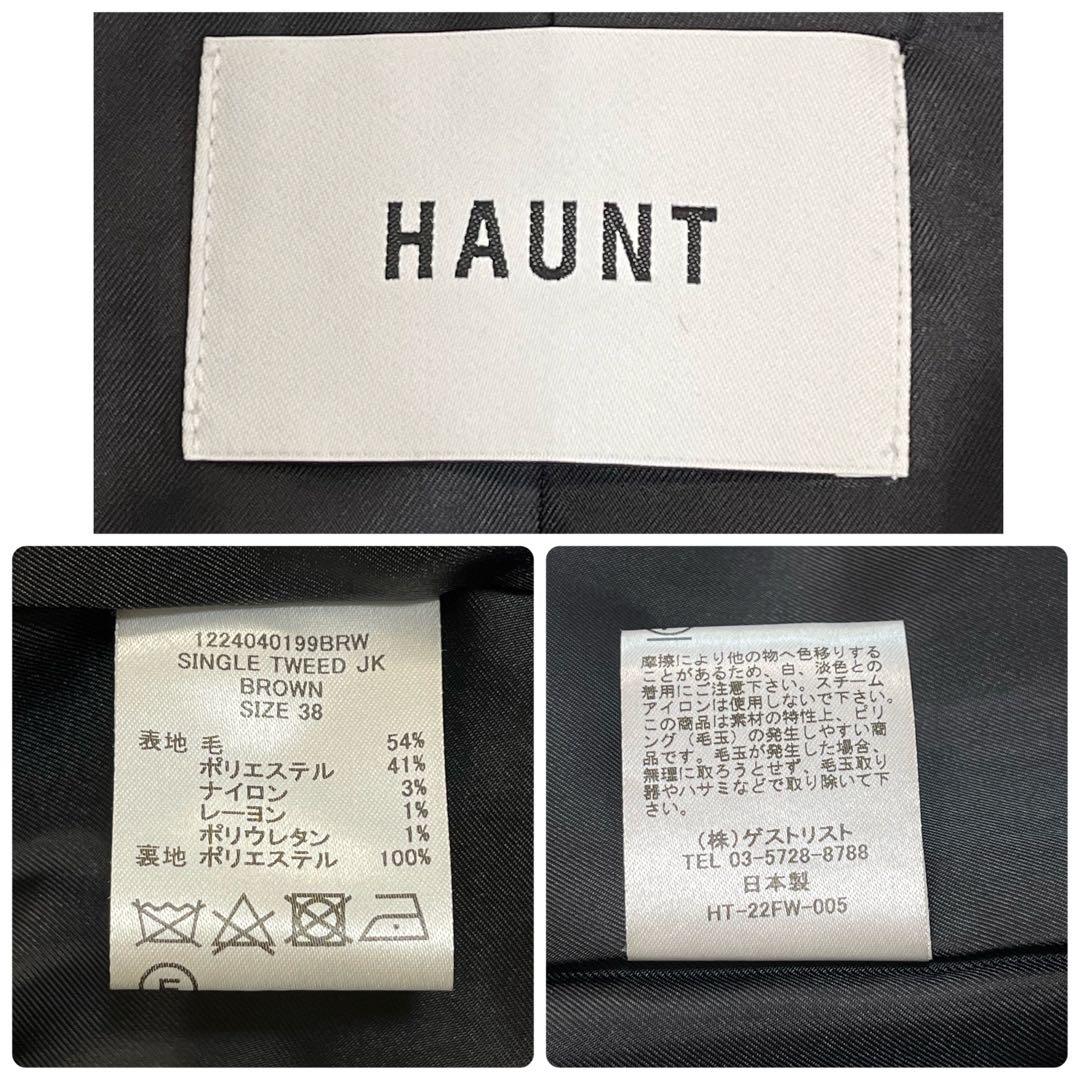 HAUNT
1224040199BRW
SINGLE TWEED JK
BROWN
SIZE 38
表地 毛 54%
ポリエステル 41%
ナイロン 3%
レーヨン 1%
ポリウレタン 1%
裏地 ポリエステル 100%
摩擦により他の物へ色移りする
ことがあるため、白、淡色との
着用にご注意下さい。スチーム
アイロンは使用しないで下さい。
この商品は素材の特性上、ピリ
ング(毛玉)の発生しやすい商
品です。毛玉が発生した場合、
無理に取ろうとせず、毛玉取り
器やハサミなどで取り除いて下
さい。
(株)ゲストリスト
TEL 03-5728-8788
日本製
HT-22FW-005